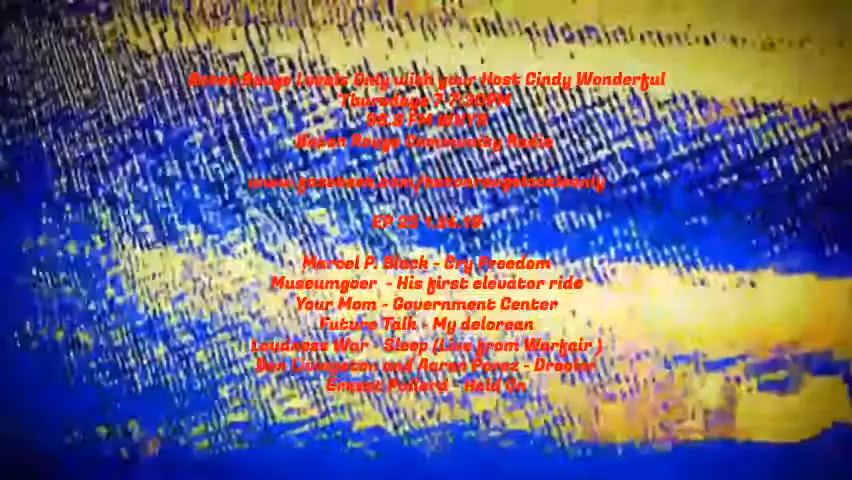 Baton Rouge Locals Only with your Host Cindy Wonderful
Thursdays 7-7:30PM
96.9 FM WHYR
Baton Rouge Community Radio
www.facebook.com/batonrougelocalsonly
EP 25 1.24.19
Marcel P. Black - Cry Freedom
Museumgoer - His first elevator ride
Your Mom - Government Center
Future Talk - My delorean
Loudness War - Sleep (Live from Warfair )
Don Livingston and Aaron Perez -
Ernest Pollard - Hold On